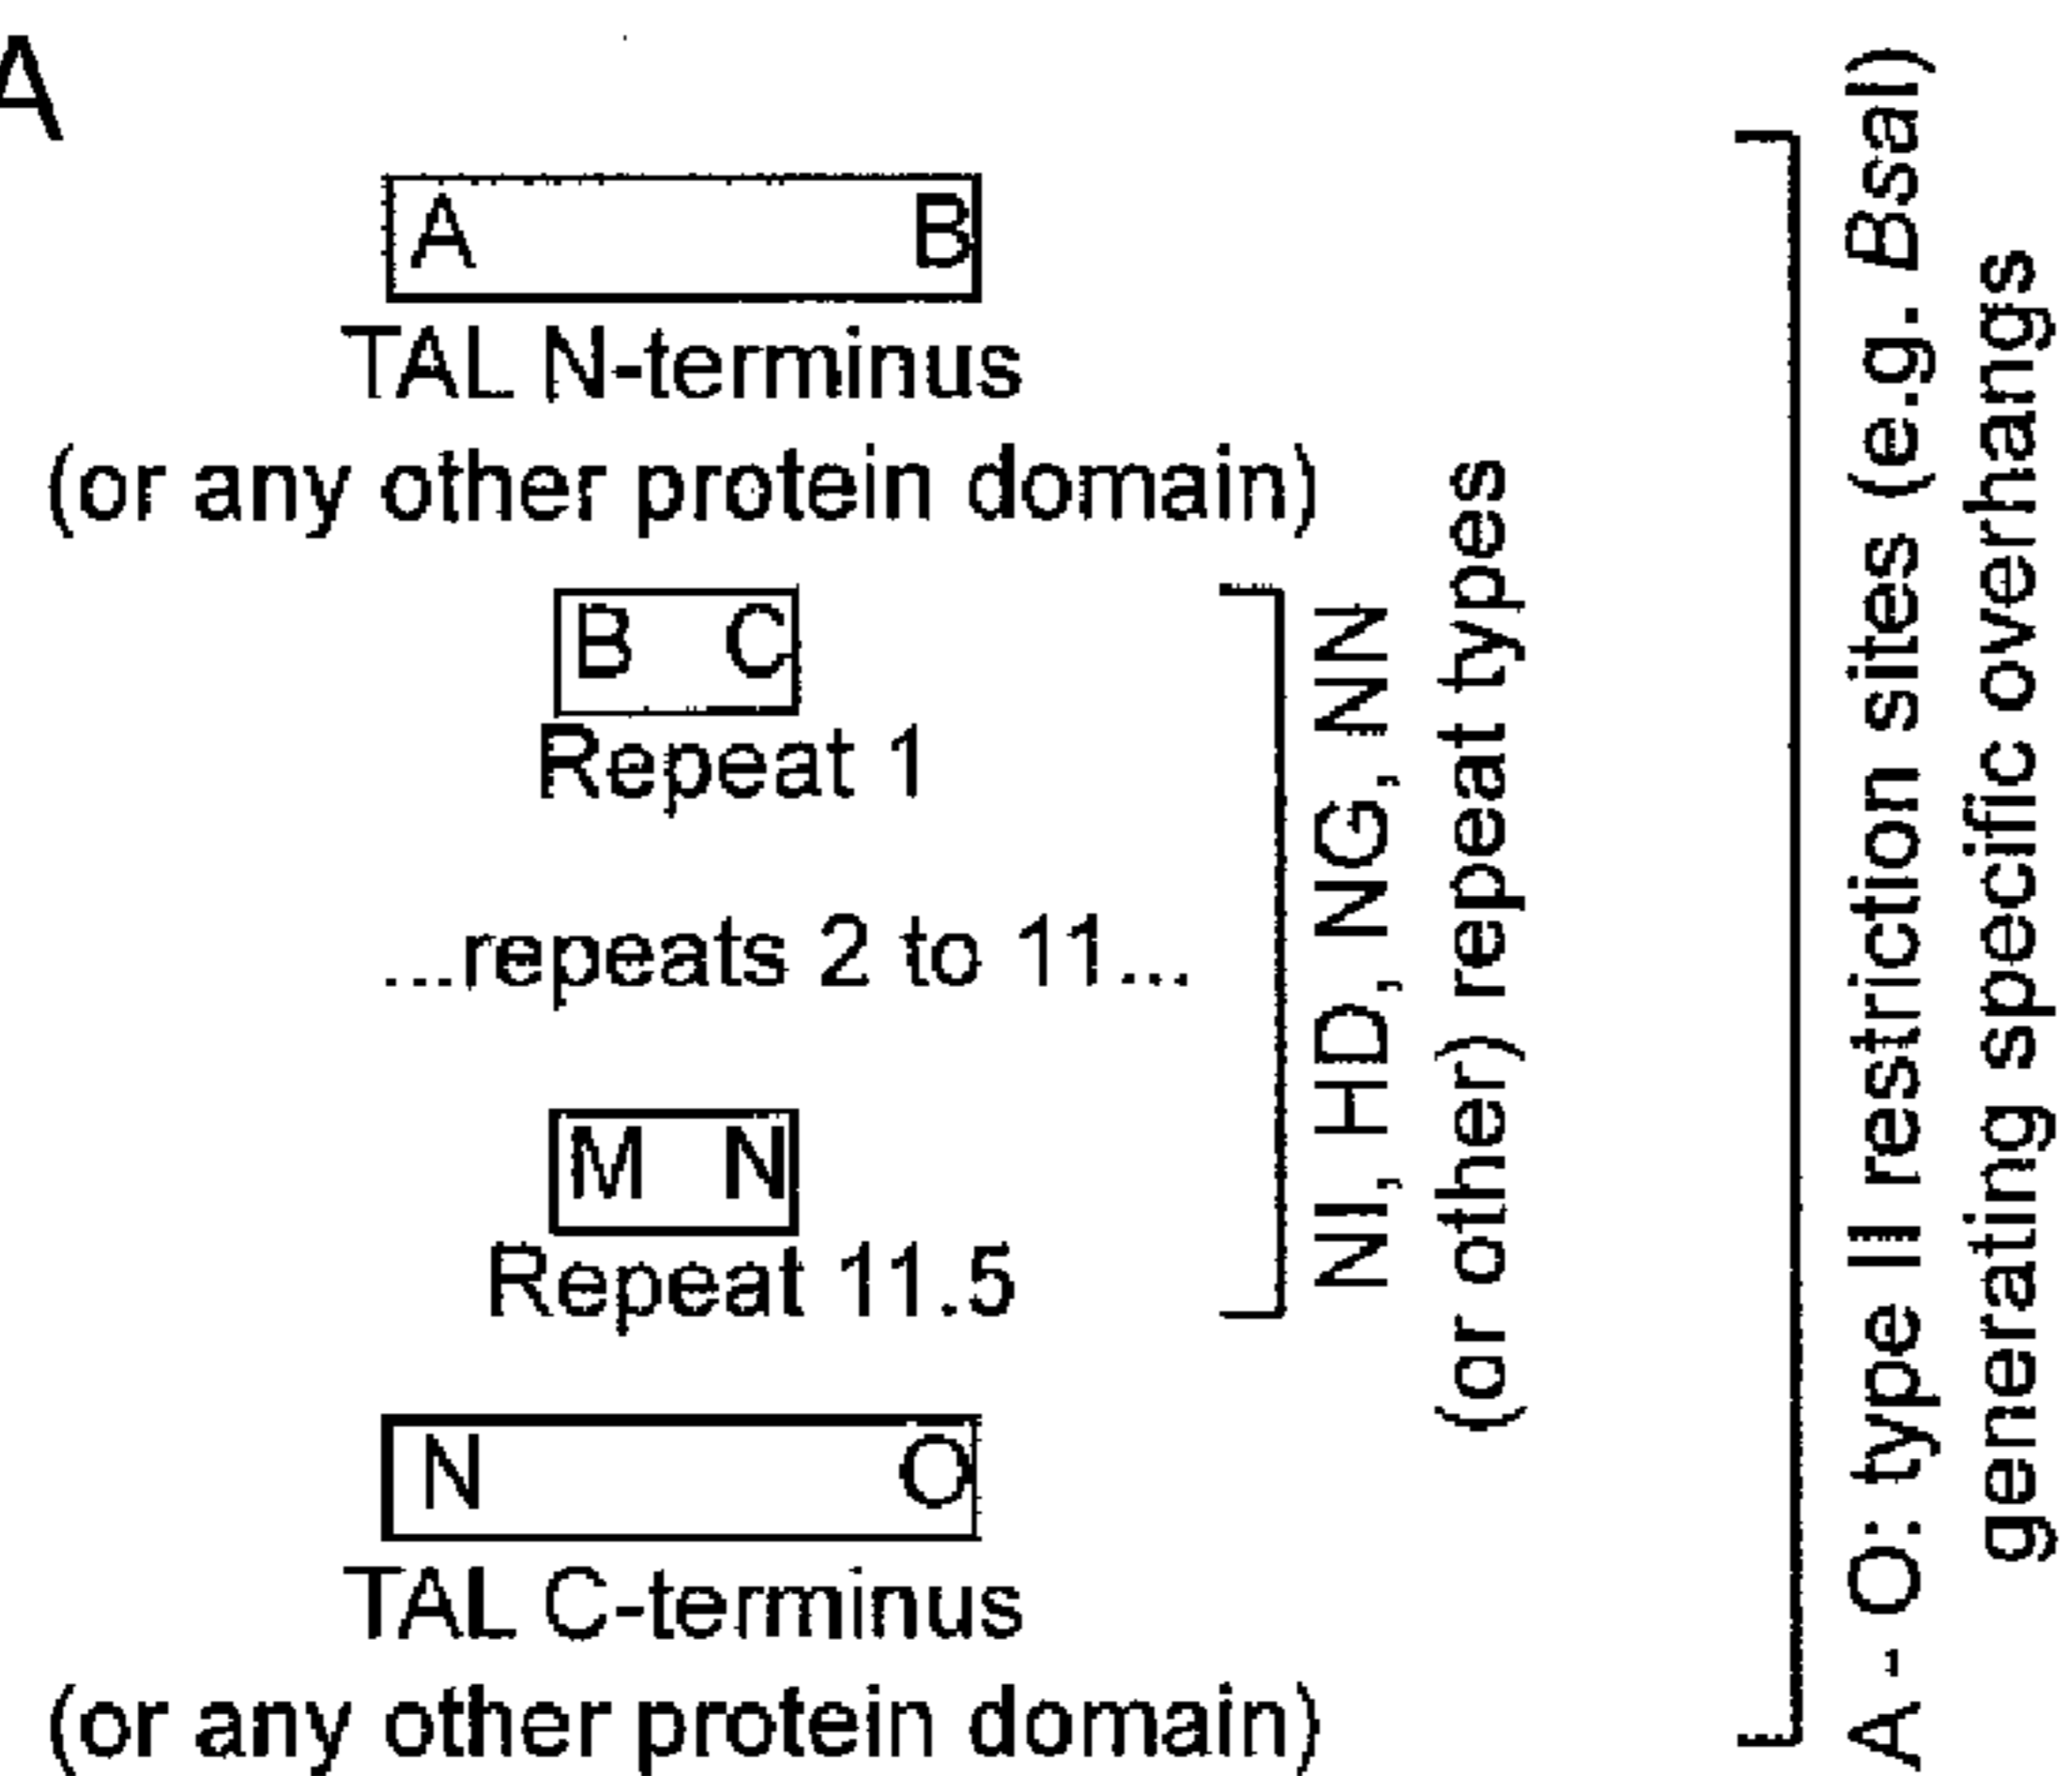 A
A B
TAL N-terminus
(or any other protein domain)
B C
Repeat 1
...repeats 2 to 11...
M N
Repeat 11.5
N O
TAL C-terminus
(or any other protein domain)
NI, HD, NG, NN
(or other) repeat types
A - O: type II restriction sites (e.g. BsaI)
generating specific overhangs